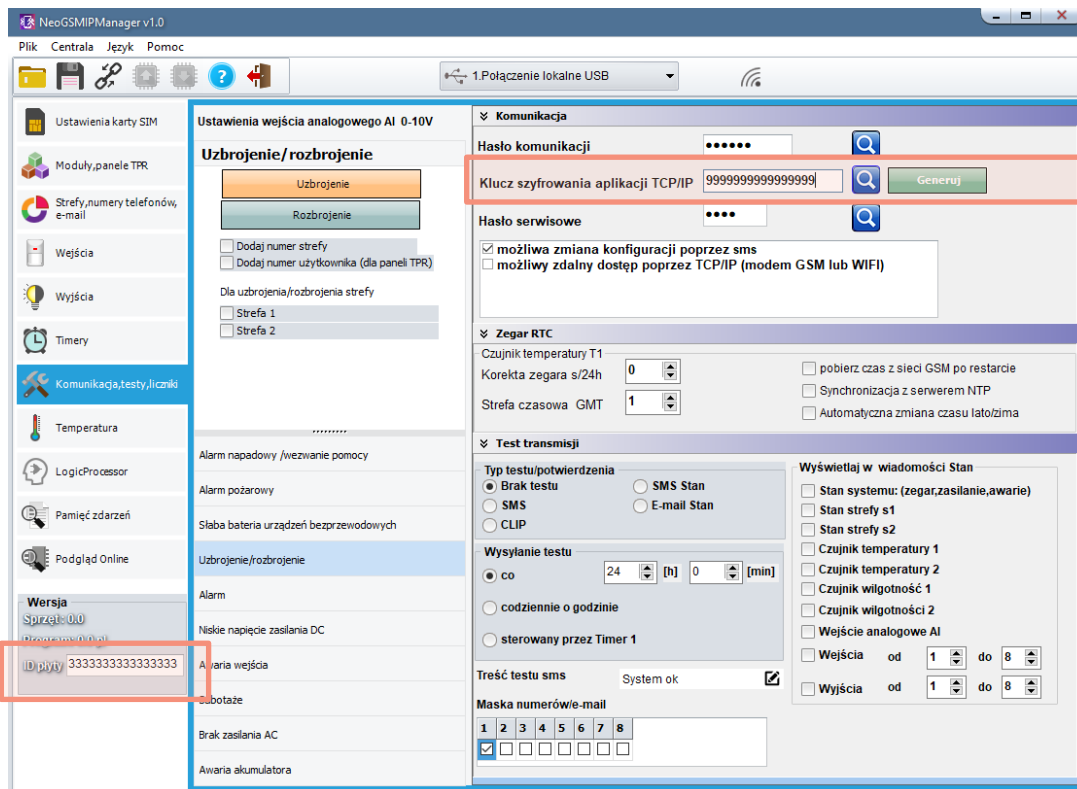 NeoGSMIPManager v1.0
Plik Centrala Język Pomoc
1.Połączenie lokalne USB
Ustawienia karty SIM
Moduły,panele TPR
Strefy,numery telefonów,
e-mail
Wejścia
Wyjścia
Timery
Komunikacja,testy,liczniki
Temperatura
LogicProcessor
Pamięć zdarzeń
Podgląd Online
Wersja
Sprzęt: 0.0
Program: 0.0 pl
ID płyty 3333333333333333
Ustawienia wejścia analogowego AI 0-10V
Uzbrojenie/rozbrojenie
Uzbrojenie
Rozbrojenie
Dodaj numer strefy
Dodaj numer użytkownika (dla paneli TPR)
Dla uzbrojenia/rozbrojenia strefy
Strefa 1
Strefa 2
Alarm napadowy /wezwanie pomocy
Alarm pożarowy
Słaba bateria urządzeń bezprzewodowych
Uzbrojenie/rozbrojenie
Alarm
Niskie napięcie zasilania DC
Awaria wejścia
Sabotaże
Brak zasilania AC
Awaria akumulatora
Komunikacja
Hasło komunikacji ••••••
Klucz szyfrowania aplikacji TCP/IP 9999999999999999 Generuj
Hasło serwisowe ••••
możliwa zmiana konfiguracji poprzez sms
możliwy zdalny dostęp poprzez TCP/IP (modem GSM lub WIFI)
Zegar RTC
Czujnik temperatury T1
Korekta zegara s/24h 0
Strefa czasowa GMT 1
pobierz czas z sieci GSM po restarcie
Synchronizacja z serwerem NTP
Automatyczna zmiana czasu lato/zima
Test transmisji
Typ testu/potwierdzenia
Brak testu SMS Stan
SMS E-mail Stan
CLIP
Wysyłanie testu
co 24 [h] 0 [min]
codziennie o godzinie
sterowany przez Timer 1
Treść testu sms System ok
Maska numerów/e-mail
1 2 3 4 5 6 7 8
Wyświetlaj w wiadomości Stan
Stan systemu: (zegar,zasilanie,awarie)
Stan strefy s1
Stan strefy s2
Czujnik temperatury 1
Czujnik temperatury 2
Czujnik wilgotność 1
Czujnik wilgotności 2
Wejście analogowe AI
Wejścia od 1 do 8
Wyjścia od 1 do 8